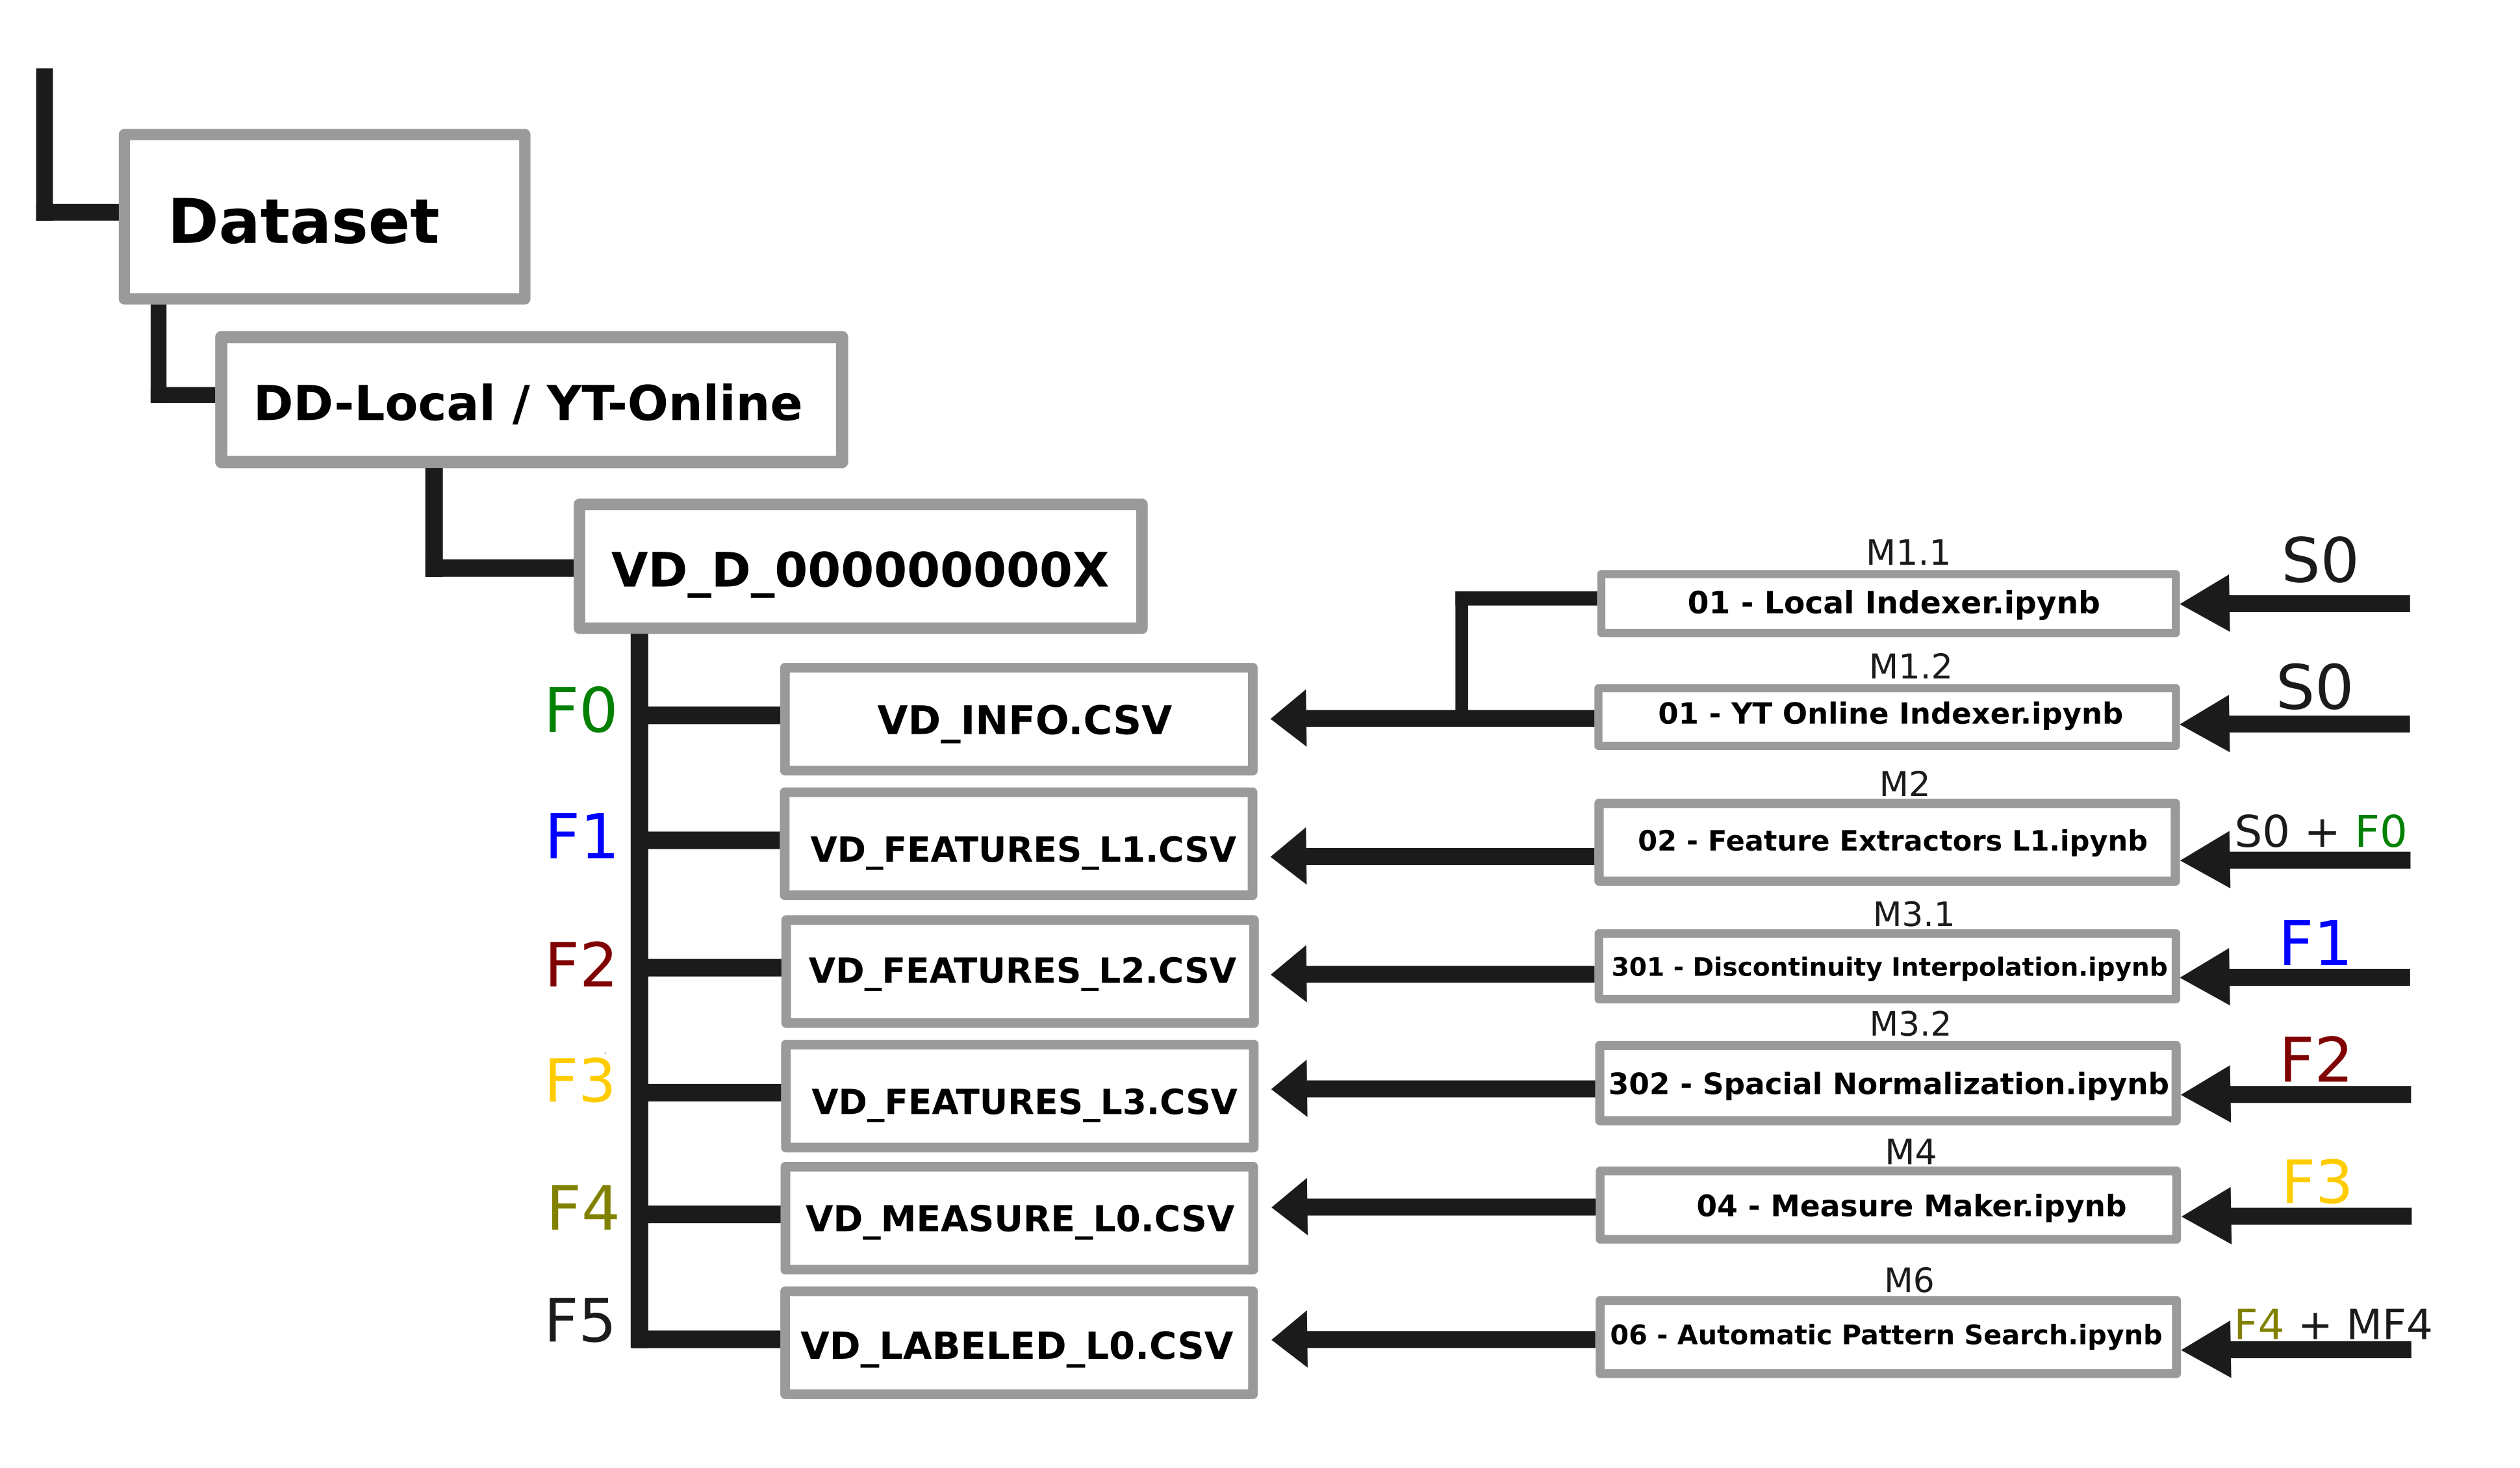 Dataset
DD-Local / YT-Online
VD_D_000000000X
M1.1
01 - Local Indexer.ipynb
S0
F0
VD_INFO.CSV
M1.2
01 - YT Online Indexer.ipynb
S0
F1
VD_FEATURES_L1.CSV
M2
02 - Feature Extractors L1.ipynb
S0 + F0
F2
VD_FEATURES_L2.CSV
M3.1
301 - Discontinuity Interpolation.ipynb
F1
F3
VD_FEATURES_L3.CSV
M3.2
302 - Spacial Normalization.ipynb
F2
F4
VD_MEASURE_L0.CSV
M4
04 - Measure Maker.ipynb
F3
F5
VD_LABELED_L0.CSV
M6
06 - Automatic Pattern Search.ipynb
F4 + MF4